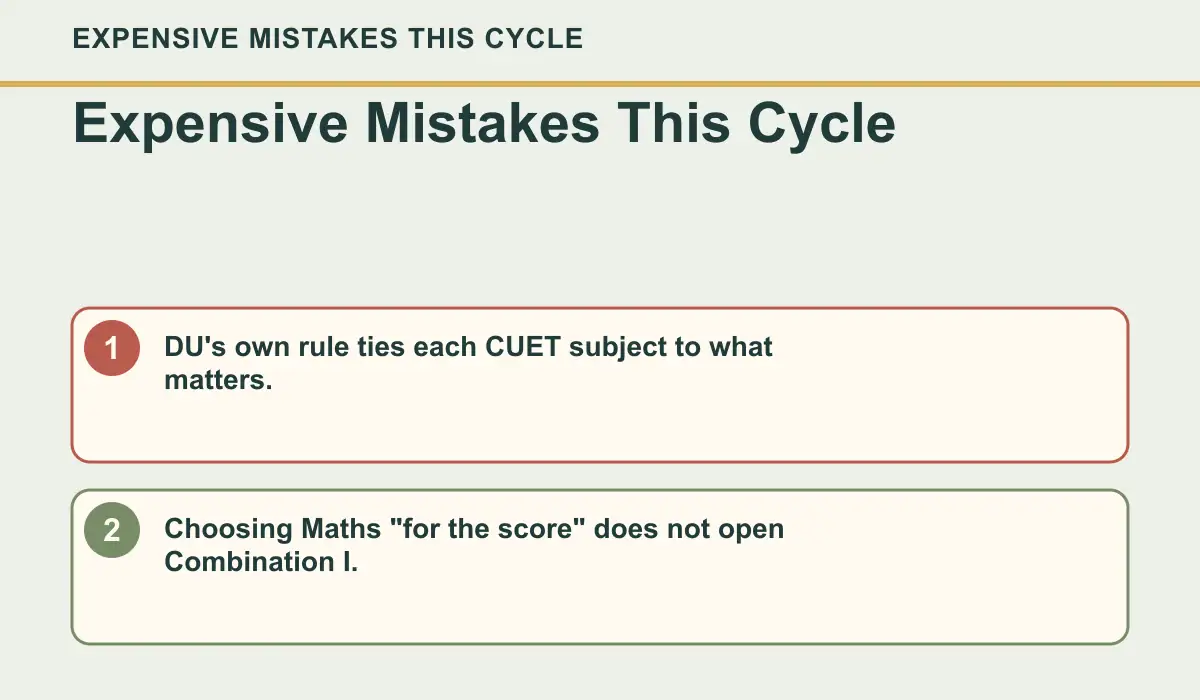 EXPENSIVE MISTAKES THIS CYCLE
Expensive Mistakes This Cycle
1
DU's own rule ties each CUET subject to what
matters.
2
Choosing Maths "for the score" does not open
Combination I.